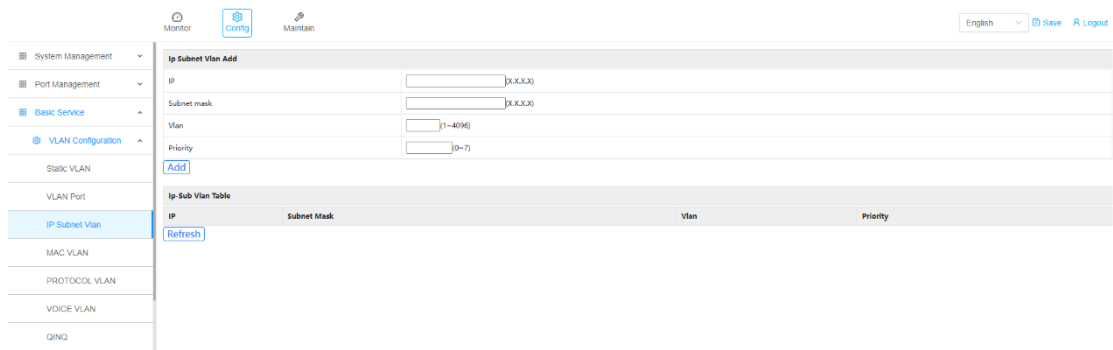 Monitor Config Maintain English Save Logout
System Management
Port Management
Basic Service
VLAN Configuration
Static VLAN
VLAN Port
IP Subnet Vlan
MAC VLAN
PROTOCOL VLAN
VOICE VLAN
QINQ
Ip Subnet Vlan Add
IP (X.X.X.X)
Subnet mask (X.X.X.X)
Vlan (1~4096)
Priority (0~7)
Add
Ip-Sub Vlan Table
IP Subnet Mask Vlan Priority
Refresh